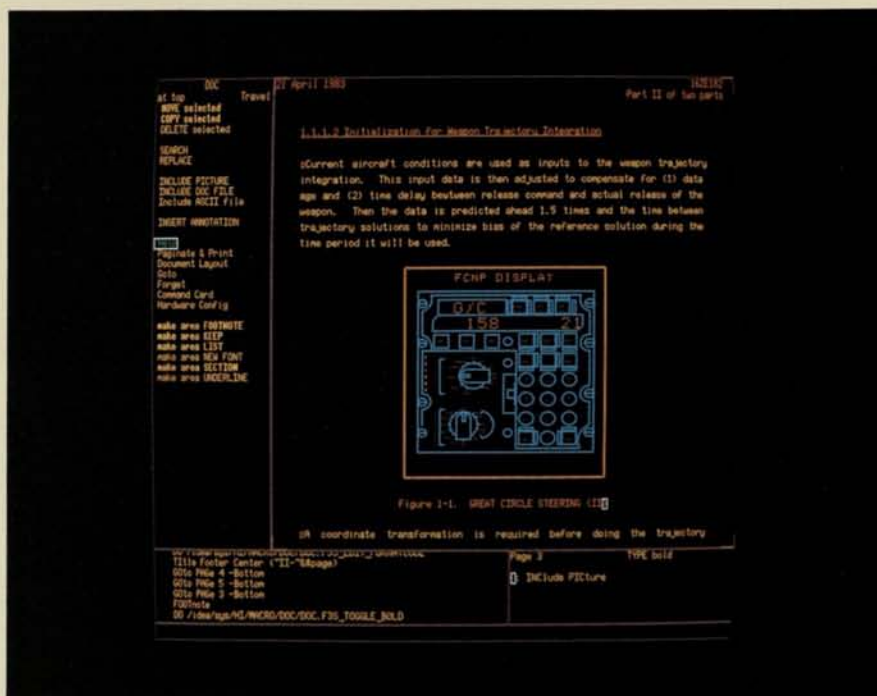 DOC
at top Travel
MOVE selected
COPY selected
DELETE selected
SEARCH
REPLACE
INCLUDE PICTURE
INCLUDE DOC FILE
Include ASCII file
INSERT ANNOTATION
Paginate & Print
Document Layout
Goto
Forget
Command Card
Hardware Config
make area FOOTNOTE
make area KEEP
make area LIST
make area NEW FONT
make area SECTION
make area UNDERLINE
April 1983
Part II of two parts
1.1.1.2 Initialization for Weapon Trajectory Integration
Current aircraft conditions are used as inputs to the weapon trajectory
integration. This input data is then adjusted to compensate for (1) data
age and (2) time delay bewtween release command and actual release of the
weapon. Then the data is predicted ahead 1.5 times and the time between
trajectory solutions to minimize bias of the reference solution during the
time period it will be used.
FCNP DISPLAY
G/C
158 21
Figure 1-1. GREAT CIRCLE STEERING (II
A coordinate transformation is required before doing the trajectory
Title Footer Center ("II-"&&page)
GOto PAGe 4 -Bottom
GOto PAGe 5 -Bottom
GOto PAGe 3 -Bottom
FOOTnote
DO /idea/sys/HI/MACRO/DOC/DOC.F3S_TOGGLE_BOLD
Page 3 TYPE bold
: INClude PICture